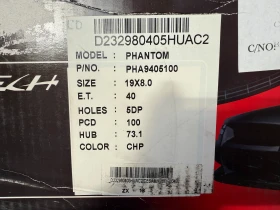 CD
D232980405HUAC2
MODEL : PHANTOM
P/NO. : PHA9405100
SIZE : 19X8.0
E.T. : 40
HOLES : 5DP
PCD : 100
HUB : 73.1
COLOR : CHP
C/NO: